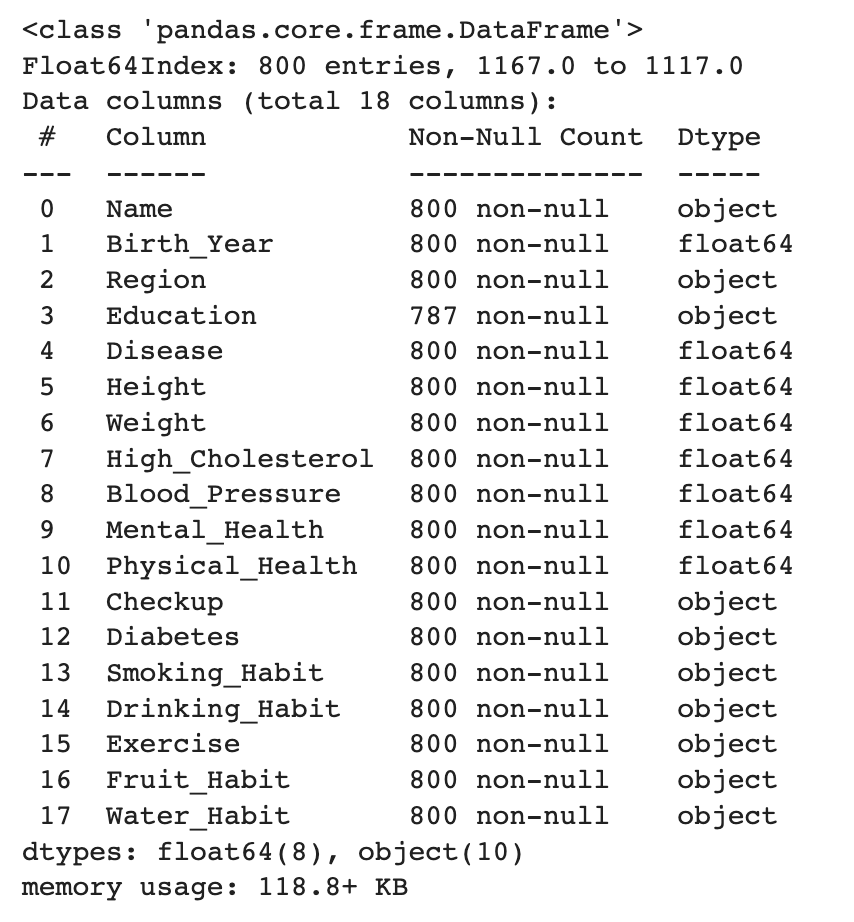 <class 'pandas.core.frame.DataFrame'>
Float64Index: 800 entries, 1167.0 to 1117.0
Data columns (total 18 columns):
 #   Column            Non-Null Count  Dtype
---  ------            --------------  -----
 0   Name              800 non-null    object
 1   Birth_Year        800 non-null    float64
 2   Region            800 non-null    object
 3   Education         787 non-null    object
 4   Disease           800 non-null    float64
 5   Height            800 non-null    float64
 6   Weight            800 non-null    float64
 7   High_Cholesterol  800 non-null    float64
 8   Blood_Pressure    800 non-null    float64
 9   Mental_Health     800 non-null    float64
 10  Physical_Health   800 non-null    float64
 11  Checkup           800 non-null    object
 12  Diabetes          800 non-null    object
 13  Smoking_Habit     800 non-null    object
 14  Drinking_Habit    800 non-null    object
 15  Exercise          800 non-null    object
 16  Fruit_Habit       800 non-null    object
 17  Water_Habit       800 non-null    object
dtypes: float64(8), object(10)
memory usage: 118.8+ KB